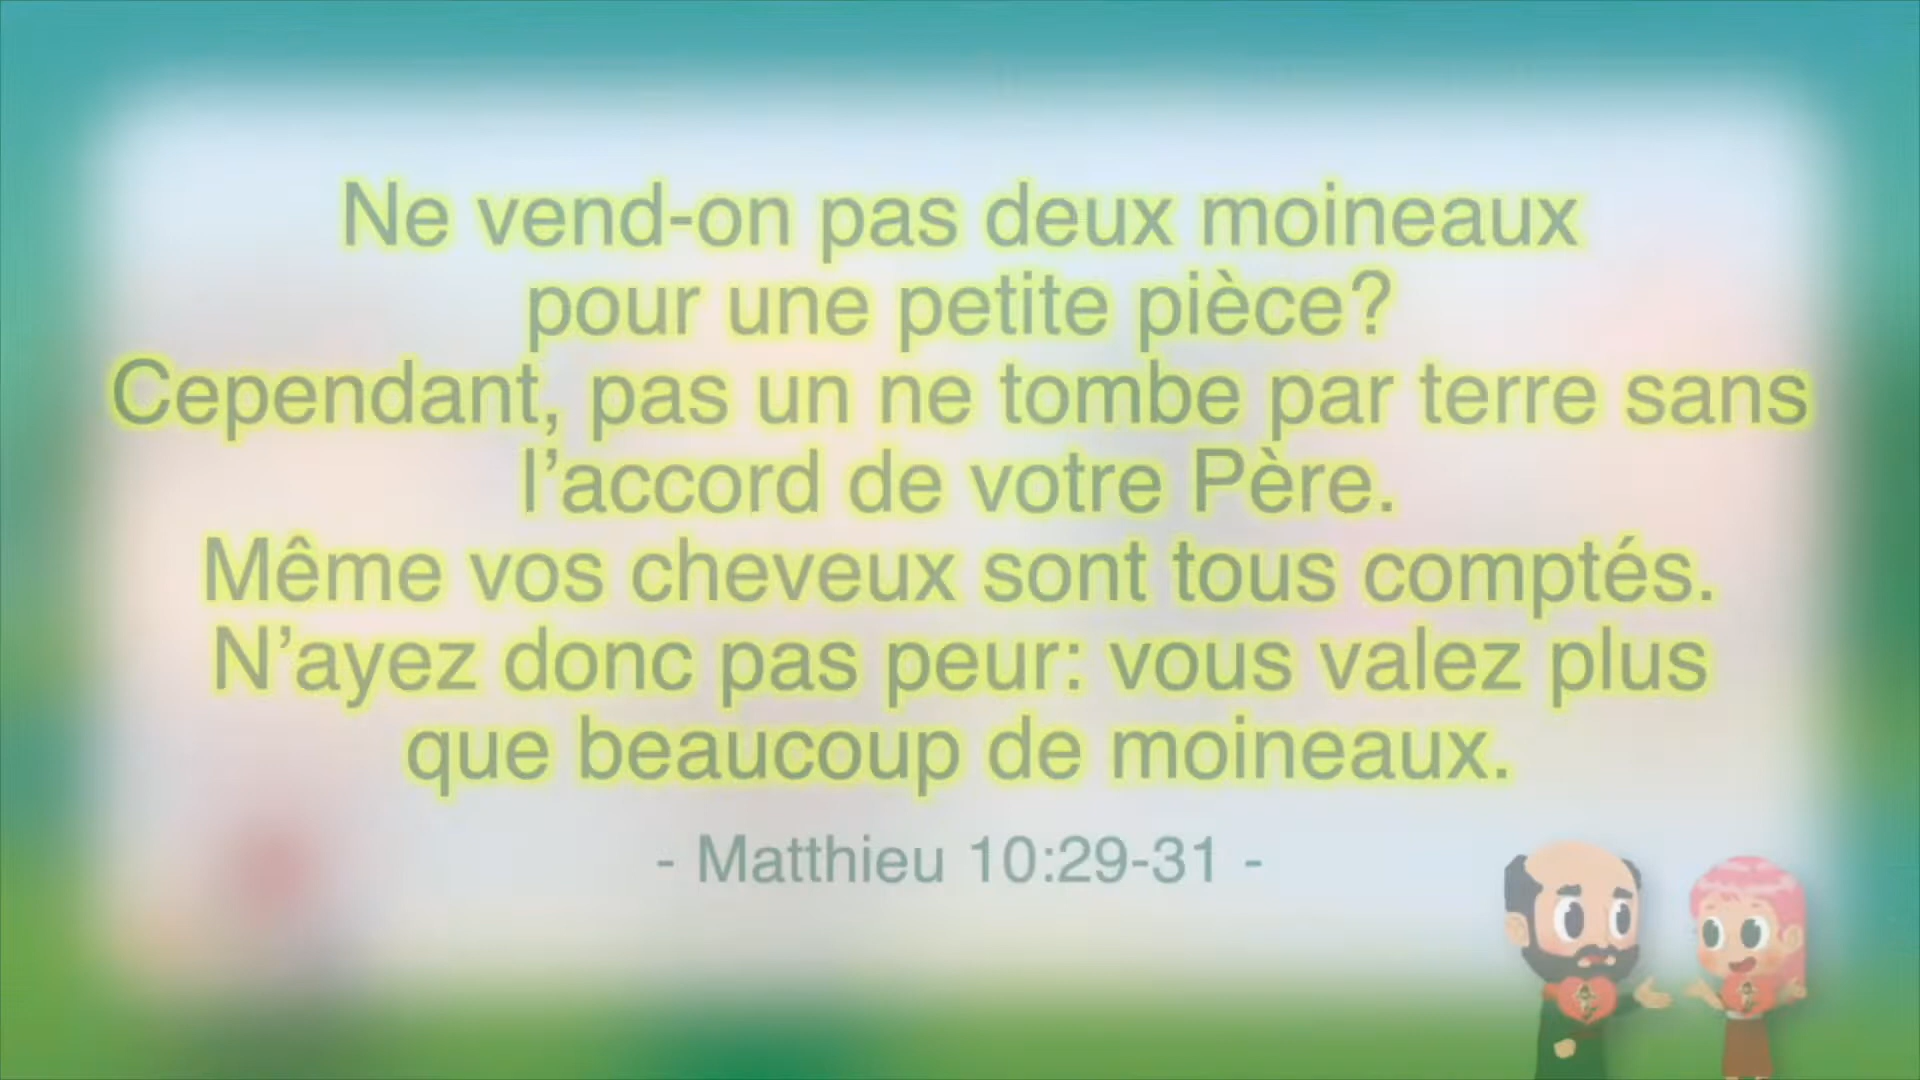 Ne vend-on pas deux moineaux
pour une petite pièce?
Cependant, pas un ne tombe par terre sans
l’accord de votre Père.
Même vos cheveux sont tous comptés.
N’ayez donc pas peur: vous valez plus
que beaucoup de moineaux.
- Matthieu 10:29-31 -